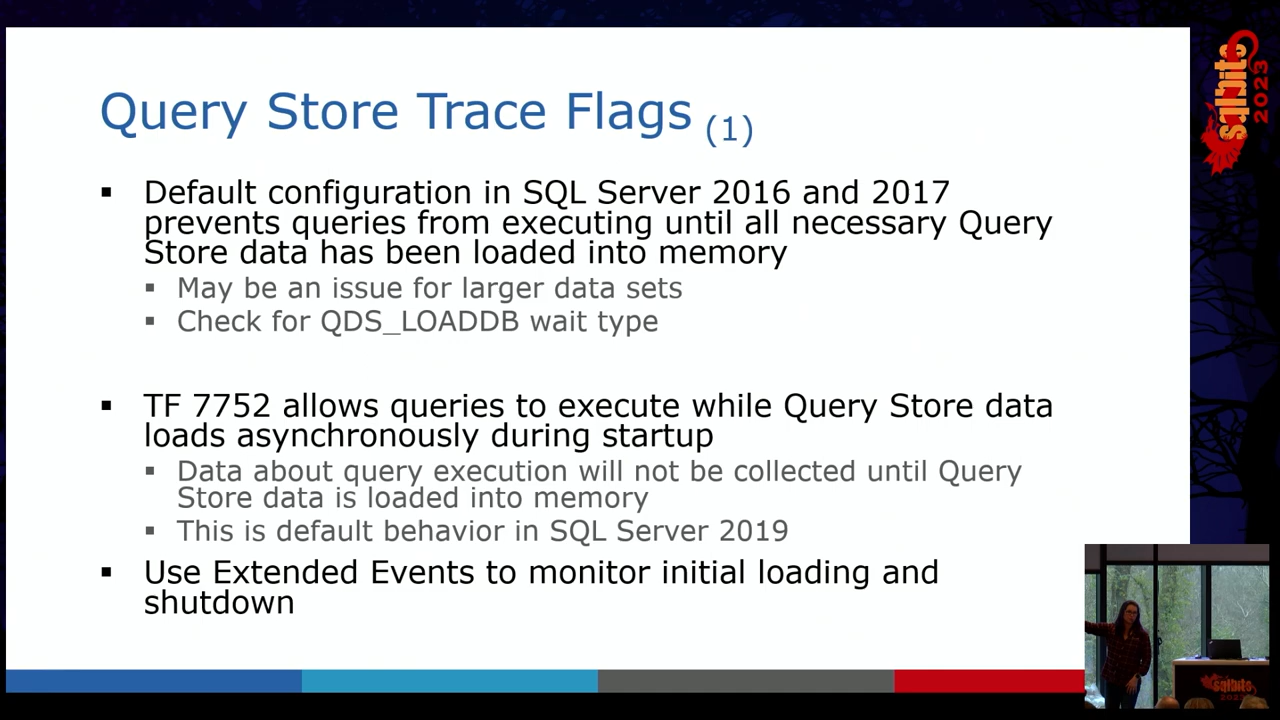 Query Store Trace Flags (1)
▪ Default configuration in SQL Server 2016 and 2017
prevents queries from executing until all necessary Query
Store data has been loaded into memory
▪ May be an issue for larger data sets
▪ Check for QDS_LOADDB wait type
▪ TF 7752 allows queries to execute while Query Store data
loads asynchronously during startup
▪ Data about query execution will not be collected until Query
Store data is loaded into memory
▪ This is default behavior in SQL Server 2019
▪ Use Extended Events to monitor initial loading and
shutdown
sqlbits
2023
sqlbits
2023